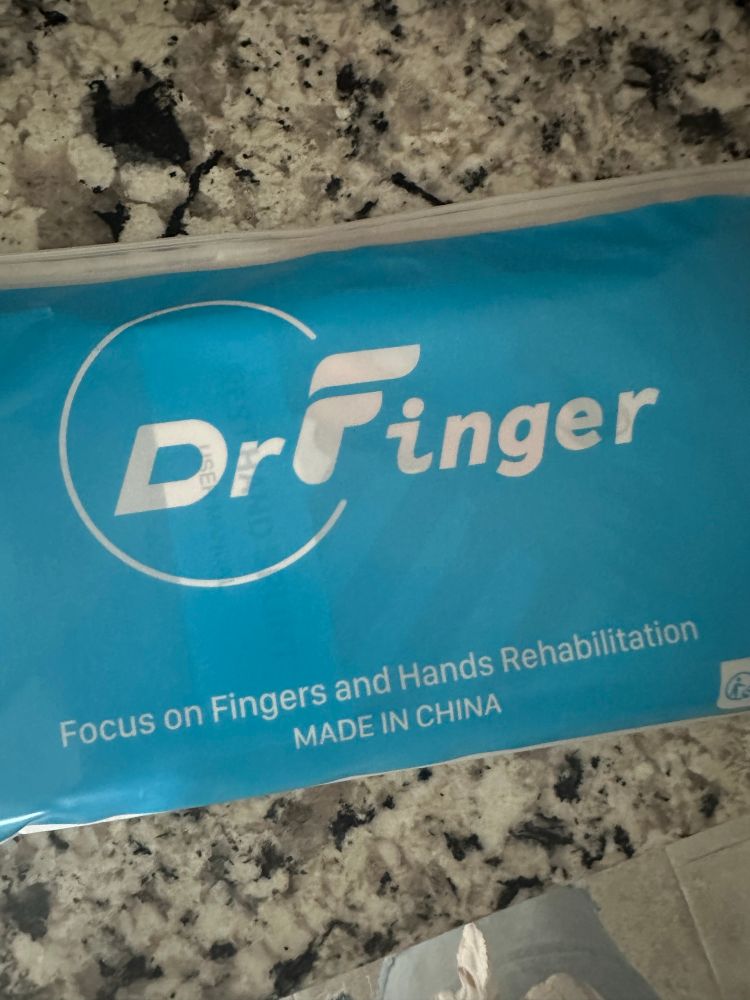 DrFinger
Focus on Fingers and Hands Rehabilitation
MADE IN CHINA